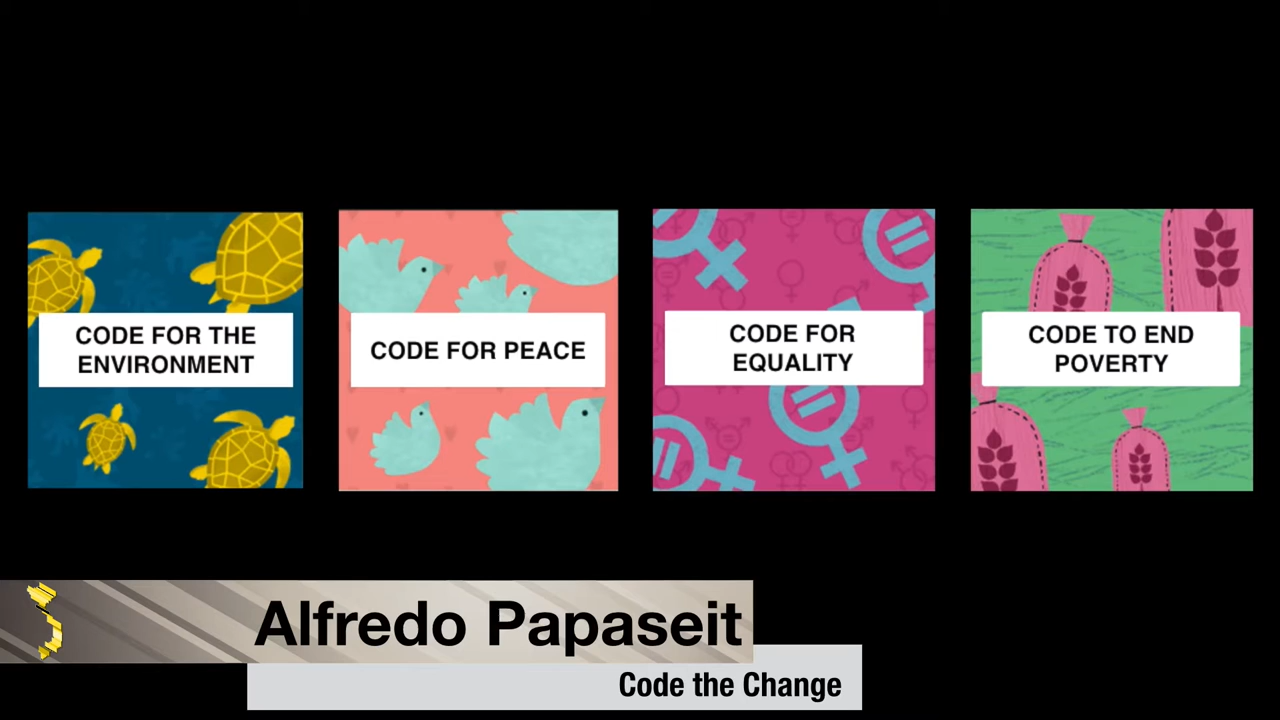 CODE FOR THE
ENVIRONMENT
CODE FOR PEACE
CODE FOR
EQUALITY
CODE TO END
POVERTY
Alfredo Papaseit
Code the Change